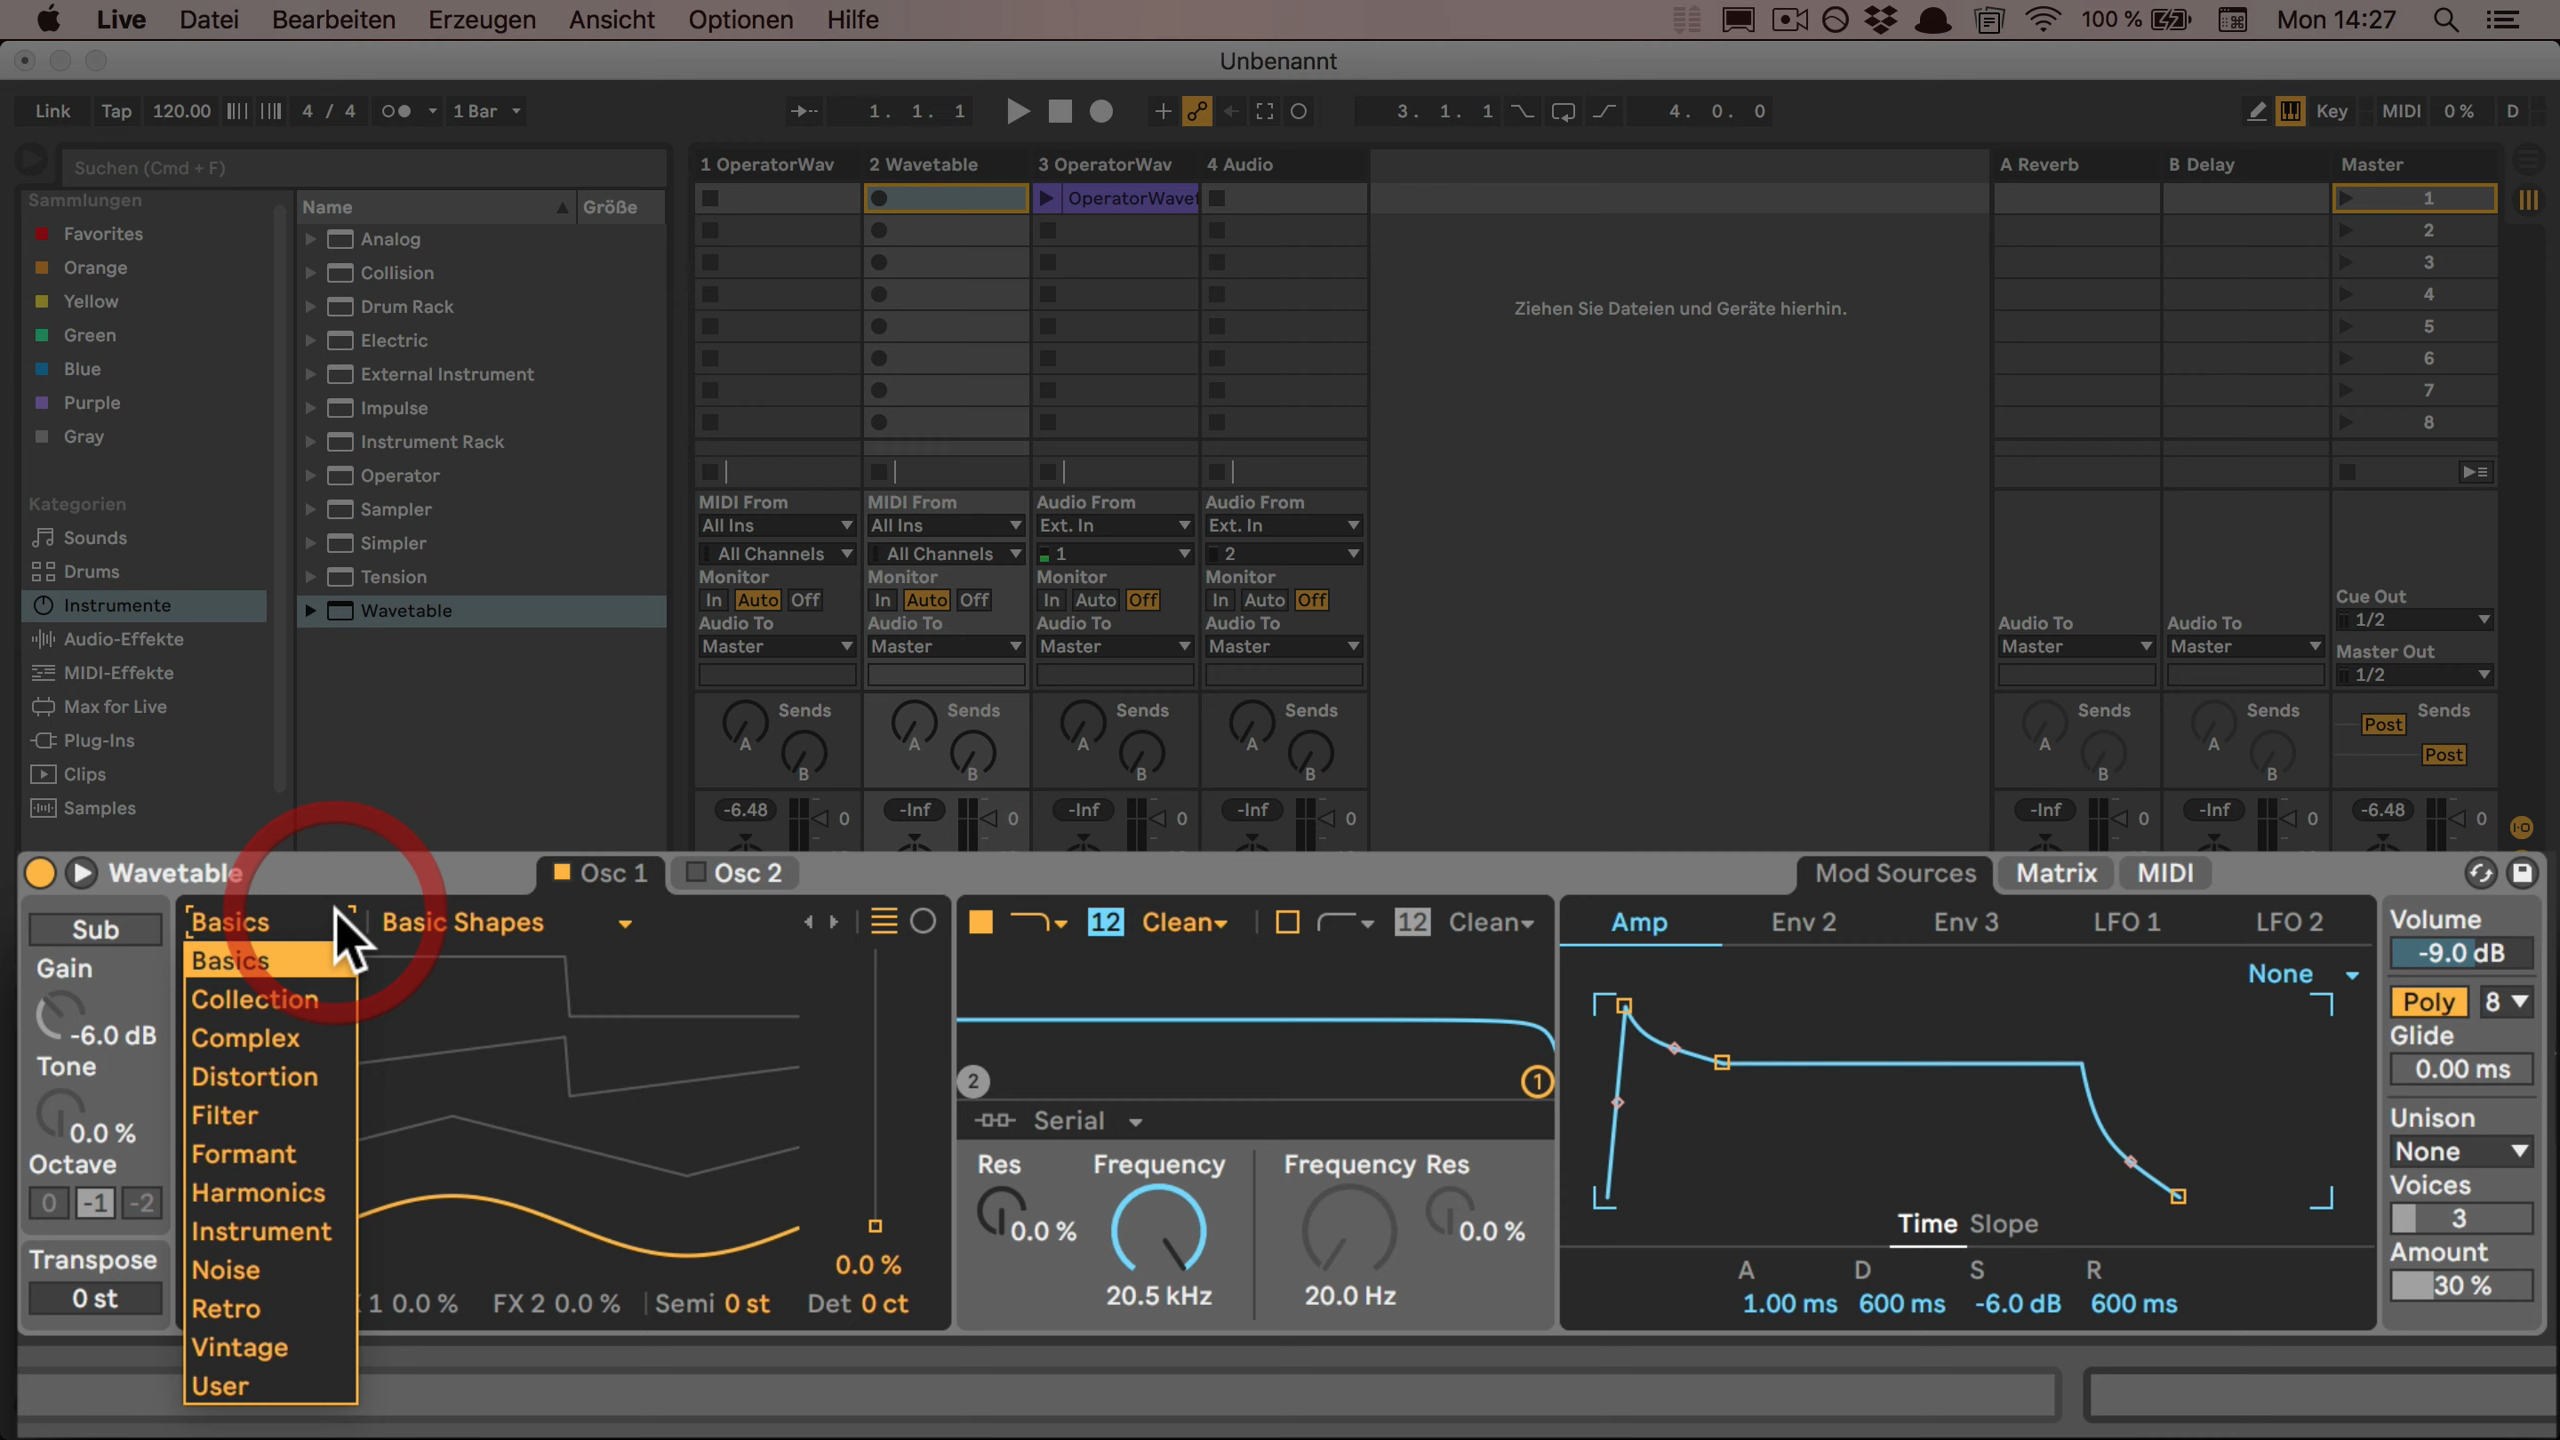 Live Datei Bearbeiten Erzeugen Ansicht Optionen Hilfe 100 % Mon 14:27
Unbenannt
Link Tap 120.00 4 / 4 1 Bar 1. 1. 1 3. 1. 1 4. 0. 0 Key MIDI 0 % D
Suchen (Cmd + F)
Sammlungen
Favorites
Orange
Yellow
Green
Blue
Purple
Gray
Kategorien
Sounds
Drums
Instrumente
Audio-Effekte
MIDI-Effekte
Max for Live
Plug-Ins
Clips
Samples
Name Größe
Analog
Collision
Drum Rack
Electric
External Instrument
Impulse
Instrument Rack
Operator
Sampler
Simpler
Tension
Wavetable
1 OperatorWav 2 Wavetable 3 OperatorWav 4 Audio A Reverb B Delay Master
OperatorWavet 1
2
3
4
5
6
7
8
Ziehen Sie Dateien und Geräte hierhin.
MIDI From MIDI From Audio From Audio From
All Ins All Ins Ext. In Ext. In
All Channels All Channels 1 2
Monitor Monitor Monitor Monitor
In Auto Off In Auto Off In Auto Off In Auto Off
Audio To Audio To Audio To Audio To Audio To Audio To
Master Master Master Master Master Master
Cue Out
1/2
Master Out
1/2
Sends Sends Sends Sends Sends Sends Sends
A A A A A A Post
B B B B B B Post
-6.48 0 -Inf 0 -Inf 0 -Inf 0 -Inf 0 -Inf 0 -6.48 0
Wavetable Osc 1 Osc 2 Mod Sources Matrix MIDI
Sub
Gain
-6.0 dB
Tone
0.0 %
Octave
0 -1 -2
Transpose
0 st
Basics Basic Shapes
Basics
Collection
Complex
Distortion
Filter
Formant
Harmonics
Instrument
Noise
Retro
Vintage
User
0.0 %
1 0.0 % FX 2 0.0 % Semi 0 st Det 0 ct
12 Clean 12 Clean
2 1
Serial
Res Frequency Frequency Res
0.0 % 0.0 %
20.5 kHz 20.0 Hz
Amp Env 2 Env 3 LFO 1 LFO 2
None
Time Slope
A D S R
1.00 ms 600 ms -6.0 dB 600 ms
Volume
-9.0 dB
Poly 8
Glide
0.00 ms
Unison
None
Voices
3
Amount
30 %